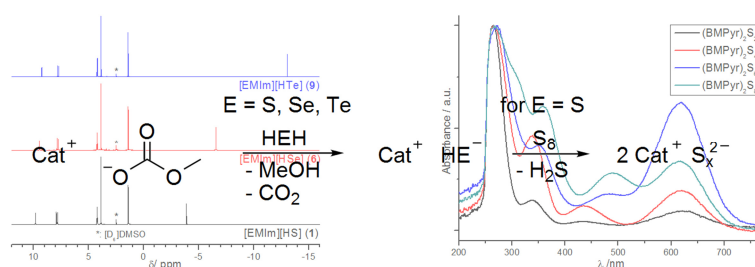 [EMIm][HTe] (9)
[EMIm][HSe] (6)
[EMIm][HS] (1)
*: [D6]DMSO
10 5 0 -5 -10 -15
δ/ ppm
Cat+
-O O
O
E = S, Se, Te
HEH
- MeOH
- CO2
Cat+ HE−
for E = S
S8
- H2S
2 Cat+ Sx2−
Absorbance / a.u.
(BMPyr)2S
(BMPyr)2S
(BMPyr)2S
(BMPyr)2S
200 300 400 500 600 700
λ /nm